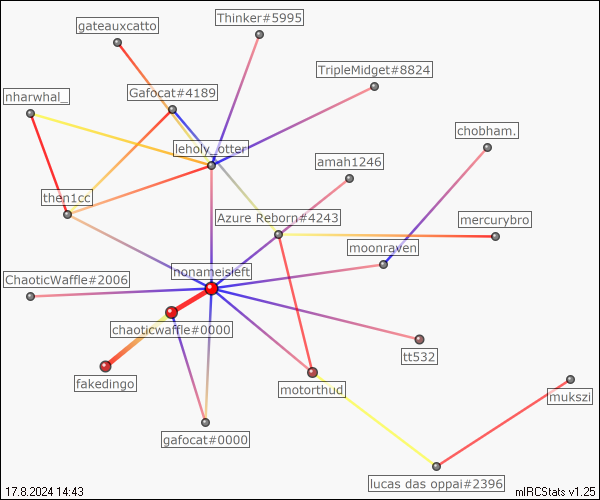 Thinker#5995
gateauxcatto
TripleMidget#8824
Gafocat#4189
nharwhal_
chobham.
leholy_otter
amah1246
then1cc
Azure Reborn#4243
mercurybro
moonraven
nonameisleft
ChaoticWaffle#2006
chaoticwaffle#0000
tt532
fakedingo
motorthud
mukszi
gafocat#0000
lucas das oppai#2396
17.8.2024 14:43
mIRCStats v1.25